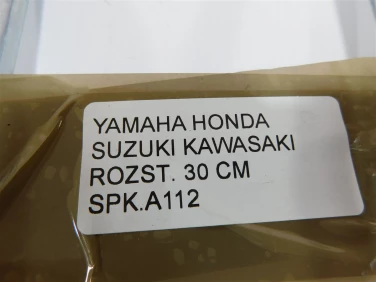 YAMAHA HONDA
SUZUKI KAWASAKI
ROZST. 30 CM
SPK.A112